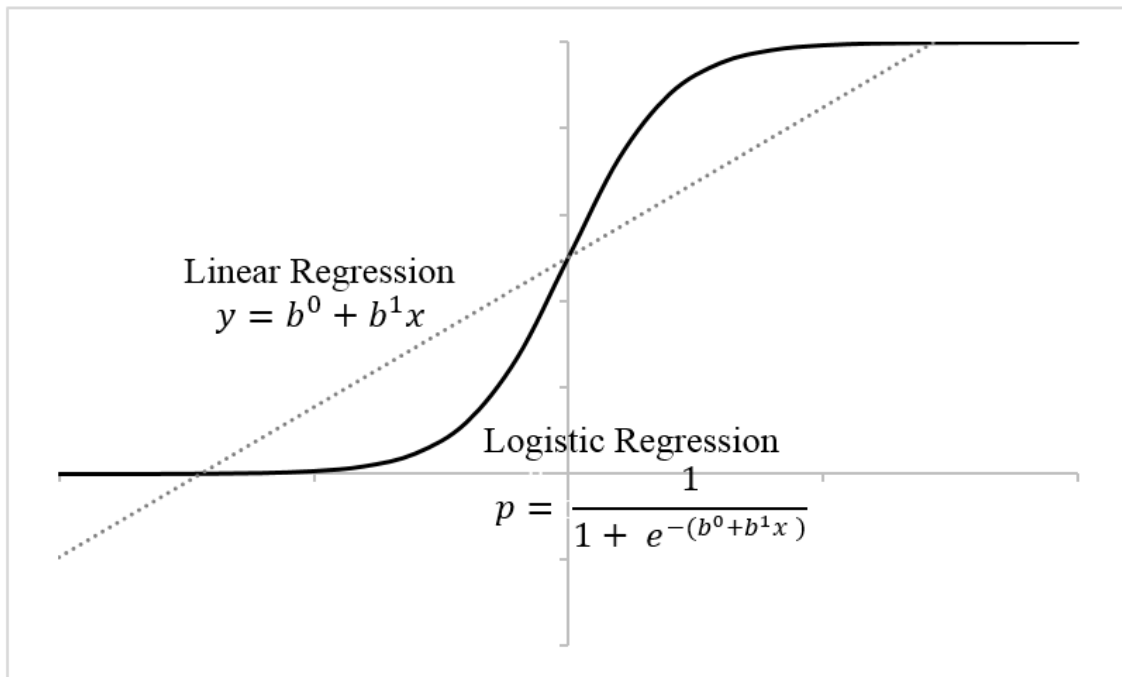 Linear Regression
y = b⁰ + b¹x
Logistic Regression
p = 1 / 1 + e^−(b⁰+b¹x )